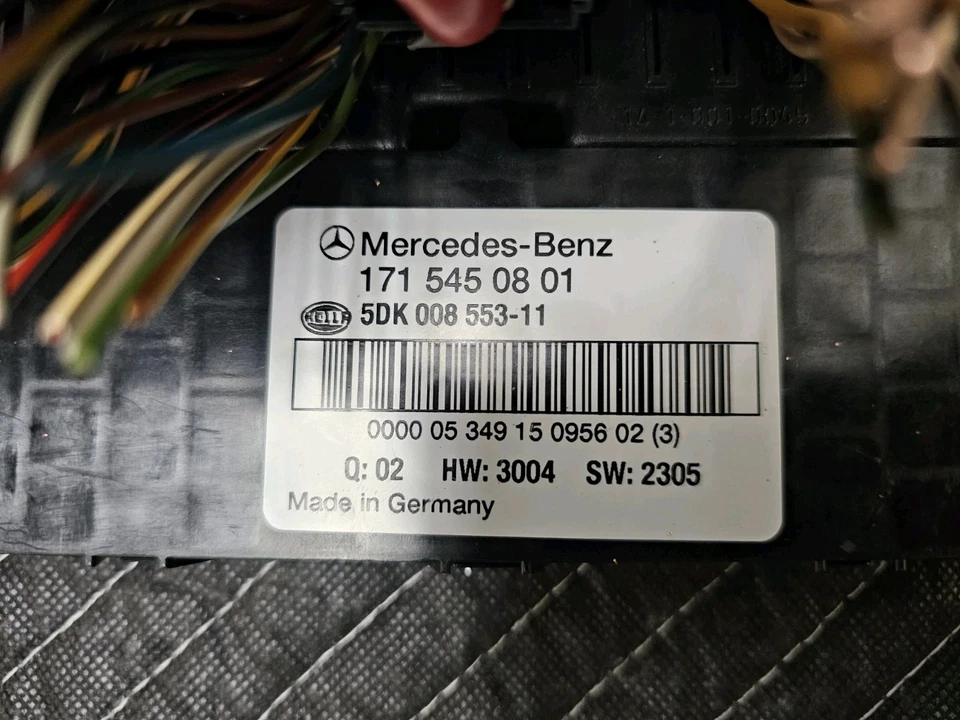 Mercedes-Benz
171 545 08 01
HELLA
5DK 008 553-11
0000 05 349 15 0956 02 (3)
Q: 02 HW: 3004 SW: 2305
Made in Germany